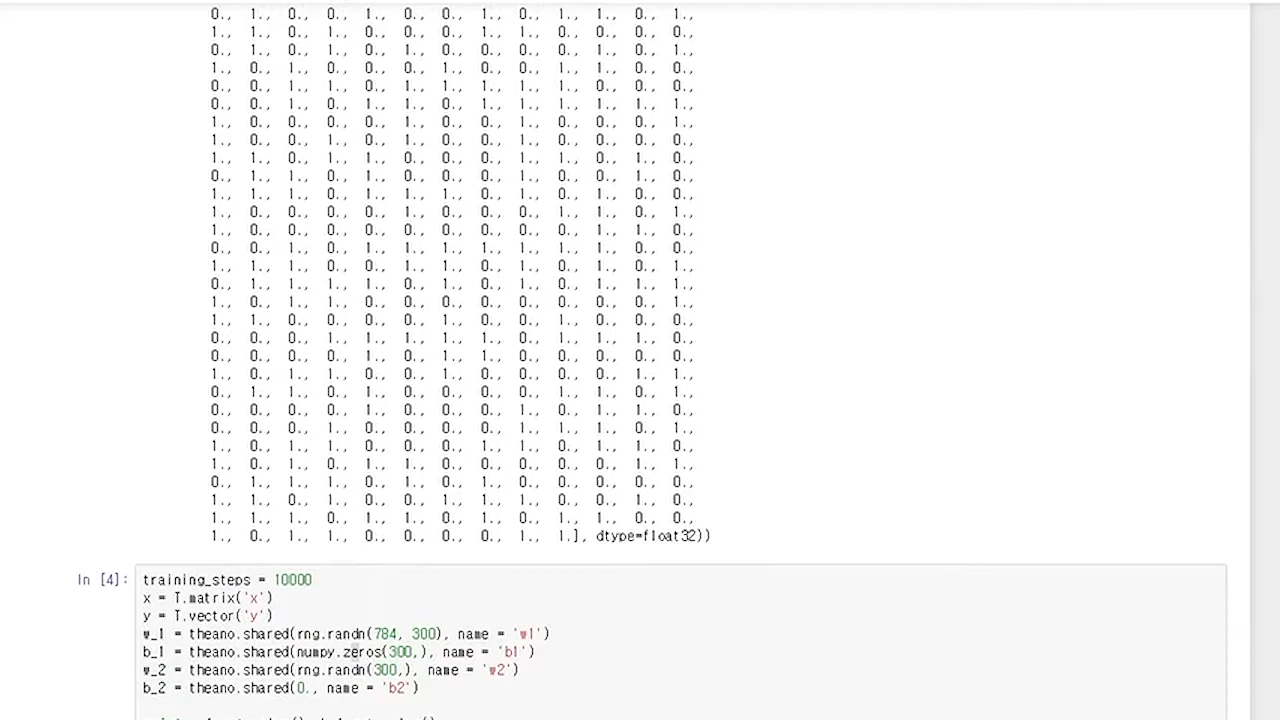 0., 1., 0., 0., 1., 0., 0., 1., 0., 1., 1., 0., 1.,
1., 1., 0., 1., 0., 0., 0., 1., 1., 0., 0., 0., 0.,
0., 1., 0., 1., 0., 1., 0., 0., 0., 0., 1., 0., 1.,
1., 0., 1., 0., 0., 0., 1., 0., 0., 1., 1., 0., 0.,
0., 0., 1., 1., 0., 1., 1., 1., 1., 1., 0., 0., 0.,
0., 0., 1., 0., 1., 1., 0., 1., 1., 1., 1., 1., 1.,
1., 0., 0., 0., 1., 0., 0., 0., 1., 0., 0., 0., 1.,
1., 0., 0., 1., 0., 1., 0., 0., 1., 0., 0., 0., 0.,
1., 1., 0., 1., 1., 0., 0., 0., 1., 1., 0., 1., 0.,
0., 1., 1., 0., 1., 1., 0., 1., 0., 0., 1., 0., 0.,
1., 1., 1., 0., 1., 1., 1., 0., 1., 0., 1., 0., 0.,
1., 0., 0., 0., 0., 1., 0., 0., 0., 1., 1., 0., 1.,
1., 0., 0., 0., 0., 0., 0., 0., 0., 0., 1., 1., 0.,
0., 0., 1., 0., 1., 1., 1., 1., 1., 1., 1., 0., 0.,
1., 1., 1., 0., 0., 1., 1., 0., 1., 0., 1., 0., 1.,
0., 1., 1., 1., 1., 0., 1., 0., 1., 0., 1., 1., 1.,
1., 0., 1., 1., 0., 0., 0., 0., 0., 0., 0., 0., 1.,
1., 1., 0., 0., 0., 0., 1., 0., 0., 1., 0., 0., 0.,
0., 0., 0., 1., 1., 1., 1., 1., 0., 1., 1., 1., 0.,
0., 0., 0., 0., 1., 0., 1., 1., 0., 0., 0., 0., 0.,
1., 0., 1., 1., 0., 0., 1., 0., 0., 0., 0., 1., 1.,
0., 1., 1., 0., 1., 0., 0., 0., 0., 1., 1., 0., 1.,
0., 0., 0., 0., 1., 0., 0., 0., 1., 0., 1., 1., 0.,
0., 0., 0., 1., 0., 0., 0., 0., 1., 1., 1., 0., 1.,
1., 0., 1., 1., 0., 0., 0., 1., 1., 0., 1., 1., 0.,
1., 0., 1., 0., 1., 1., 0., 0., 0., 0., 0., 1., 1.,
0., 1., 1., 1., 0., 1., 0., 1., 0., 0., 0., 0., 0.,
1., 1., 0., 1., 0., 0., 1., 1., 1., 0., 0., 1., 0.,
1., 1., 1., 0., 1., 1., 0., 1., 0., 1., 1., 0., 0.,
1., 0., 1., 1., 0., 0., 0., 0., 1., 1.], dtype=float32))
In [4]: training_steps = 10000
x = T.matrix('x')
y = T.vector('y')
w_1 = theano.shared(rng.randn(784, 300), name = 'w1')
b_1 = theano.shared(numpy.zeros(300,), name = 'b1')
w_2 = theano.shared(rng.randn(300,), name = 'w2')
b_2 = theano.shared(0., name = 'b2')